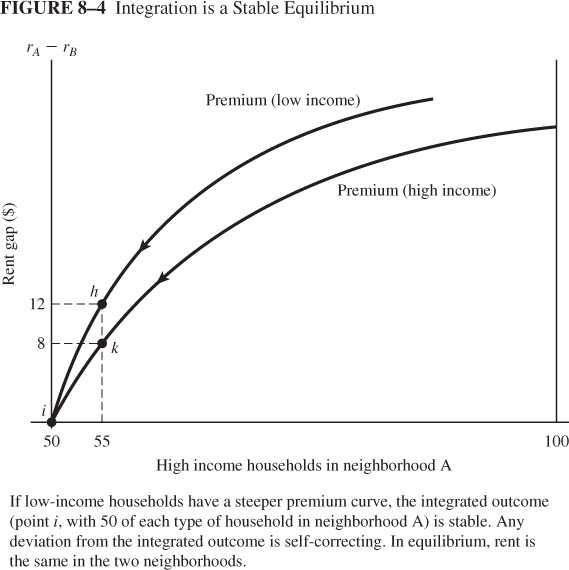 FIGURE 8–4 Integration is a Stable Equilibrium
rA − rB
Premium (low income)
Premium (high income)
Rent gap ($)
h
12
8
k
i
50
55
100
High income households in neighborhood A
If low-income households have a steeper premium curve, the integrated outcome
(point i, with 50 of each type of household in neighborhood A) is stable. Any
deviation from the integrated outcome is self-correcting. In equilibrium, rent is
the same in the two neighborhoods.